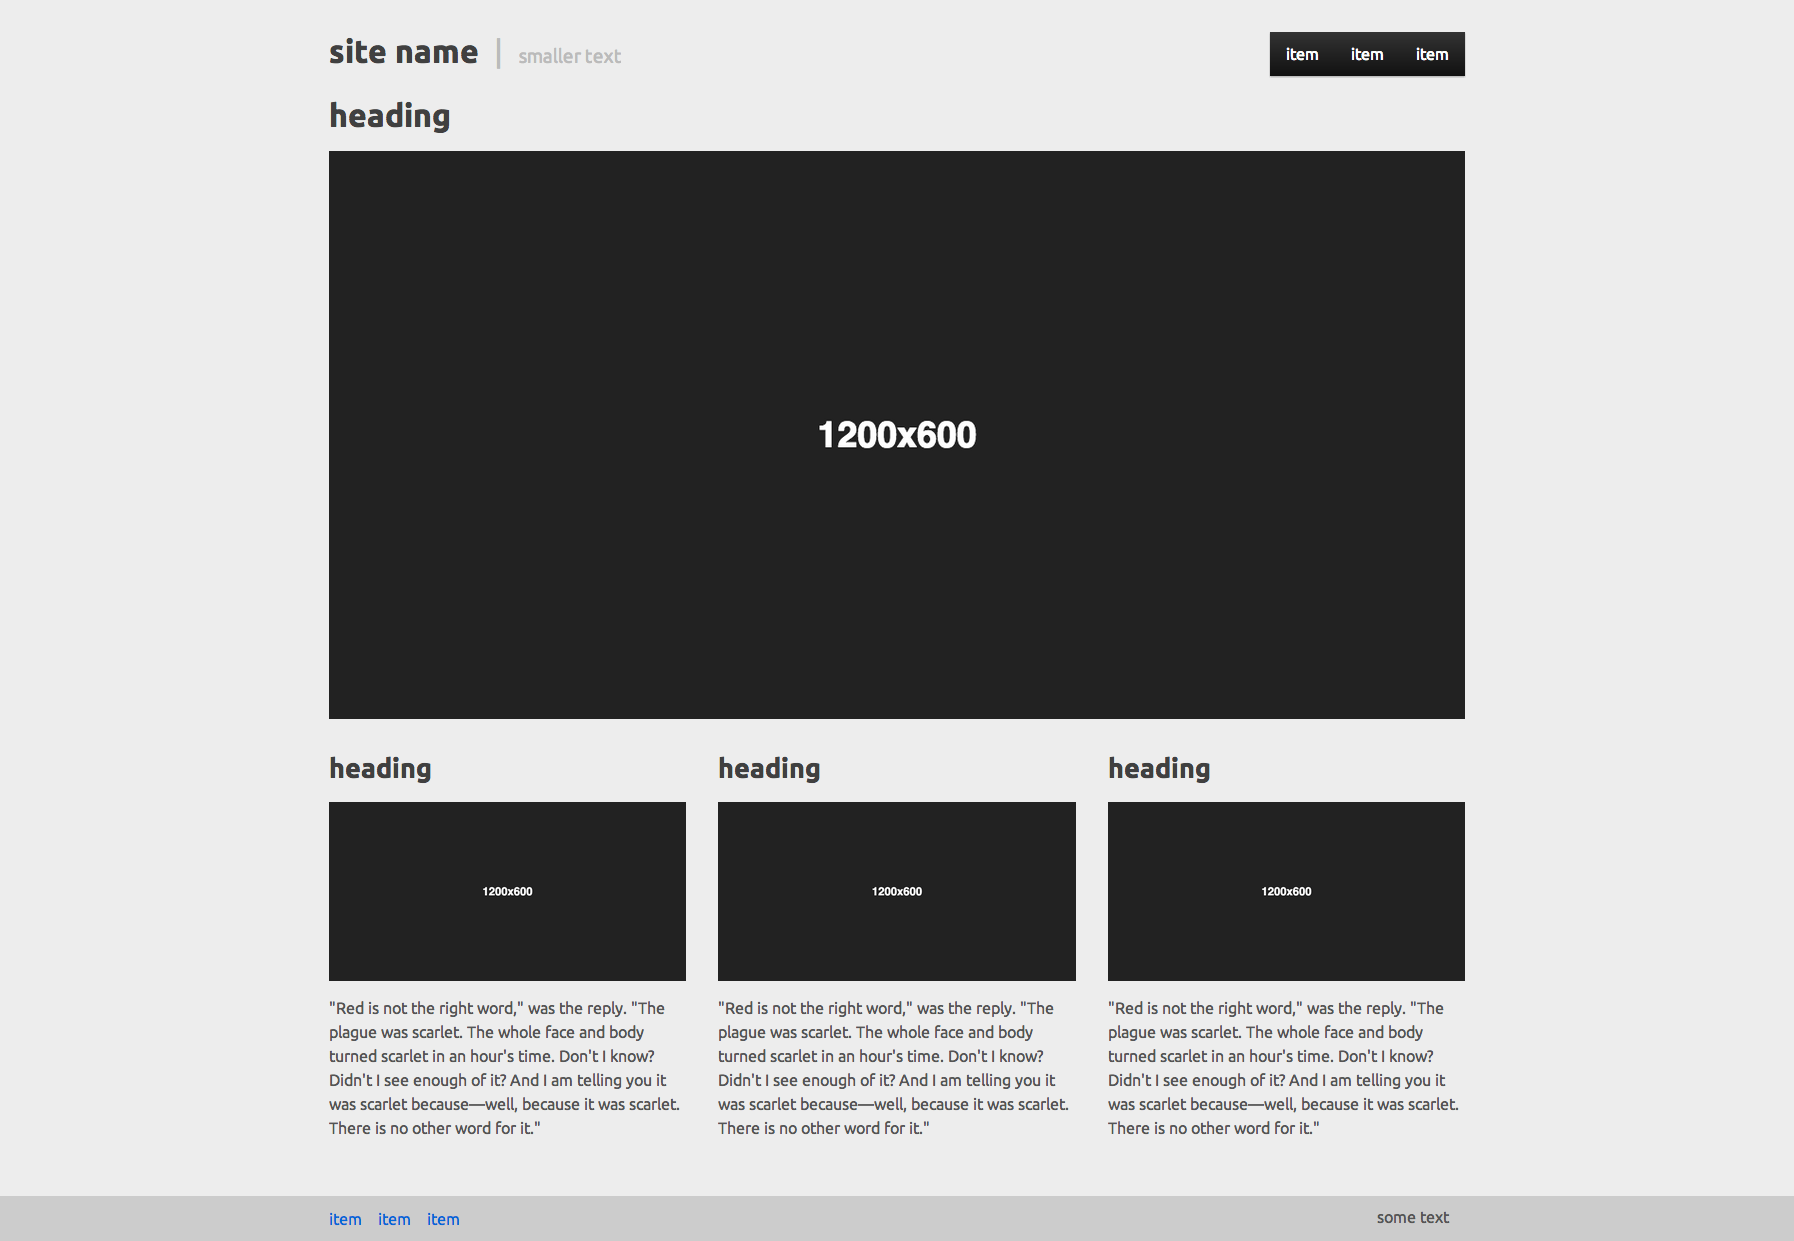 site name | smaller text
item item item
heading
1200x600
heading
heading
heading
1200x600
1200x600
1200x600
"Red is not the right word," was the reply. "The
plague was scarlet. The whole face and body
turned scarlet in an hour's time. Don't I know?
Didn't I see enough of it? And I am telling you it
was scarlet because—well, because it was scarlet.
There is no other word for it."
"Red is not the right word," was the reply. "The
plague was scarlet. The whole face and body
turned scarlet in an hour's time. Don't I know?
Didn't I see enough of it? And I am telling you it
was scarlet because—well, because it was scarlet.
There is no other word for it."
"Red is not the right word," was the reply. "The
plague was scarlet. The whole face and body
turned scarlet in an hour's time. Don't I know?
Didn't I see enough of it? And I am telling you it
was scarlet because—well, because it was scarlet.
There is no other word for it."
item item item
some text